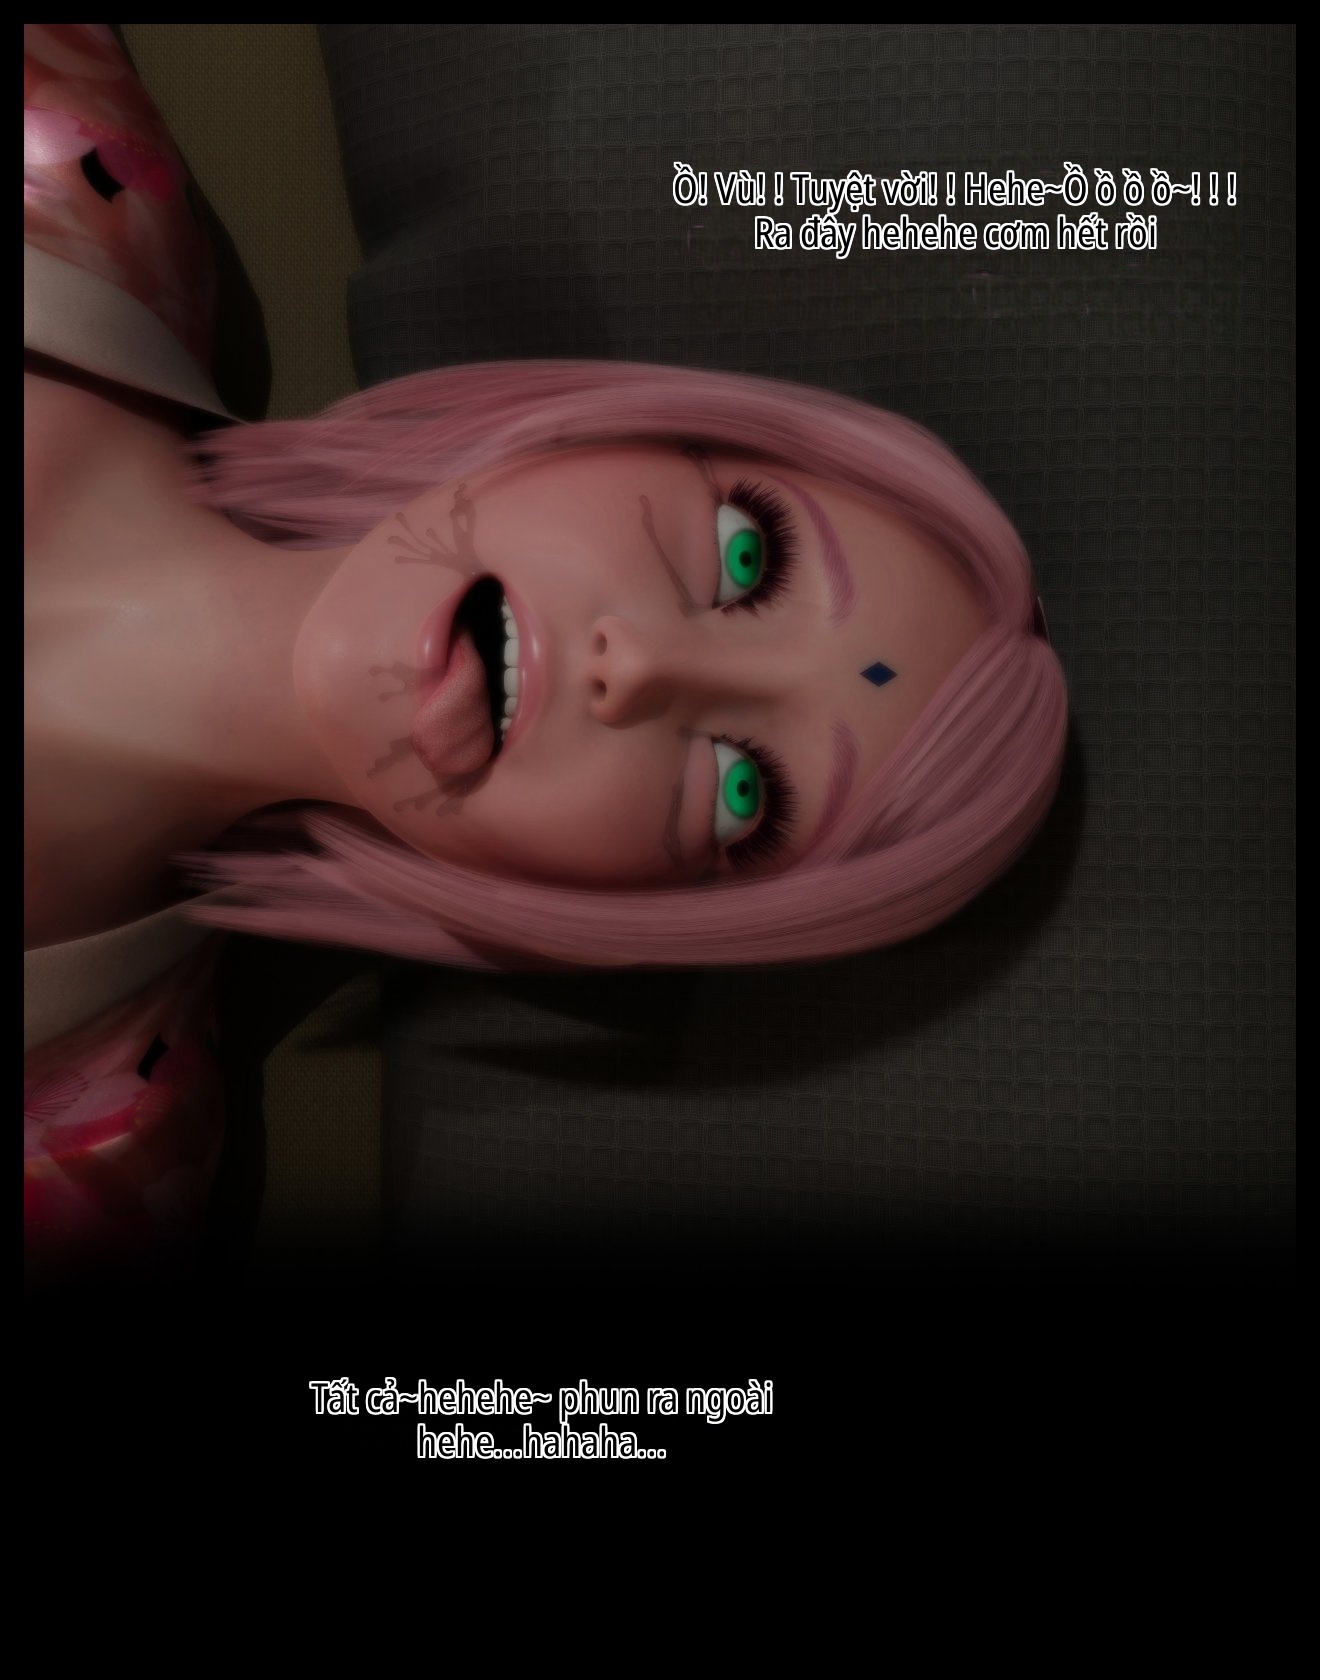 Ồ! Vù! ! Tuyệt vời! ! Hehe~Ồ ồ ồ ồ~! ! !
Ra đây hehehe cơm hết rồi
Tất cả~hehehe~ phun ra ngoài
hehe...hahaha...